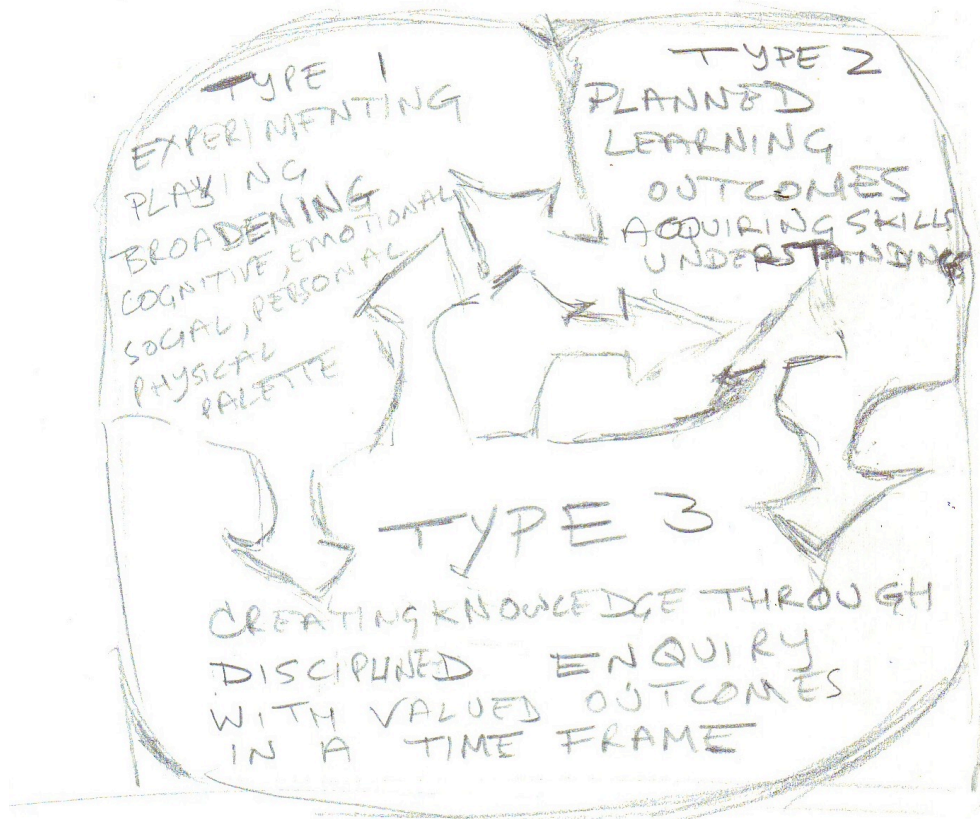 TYPE 1
EXPERIMENTING
PLAYING
BROADENING
COGNITIVE, EMOTIONAL
SOCIAL, PERSONAL
PHYSICAL
PALETTE
TYPE 2
PLANNED
LEARNING
OUTCOMES
ACQUIRING SKILLS
UNDERSTANDINGS
TYPE 3
CREATING KNOWLEDGE THROUGH
DISCIPLINED ENQUIRY
WITH VALUED OUTCOMES
IN A TIME FRAME